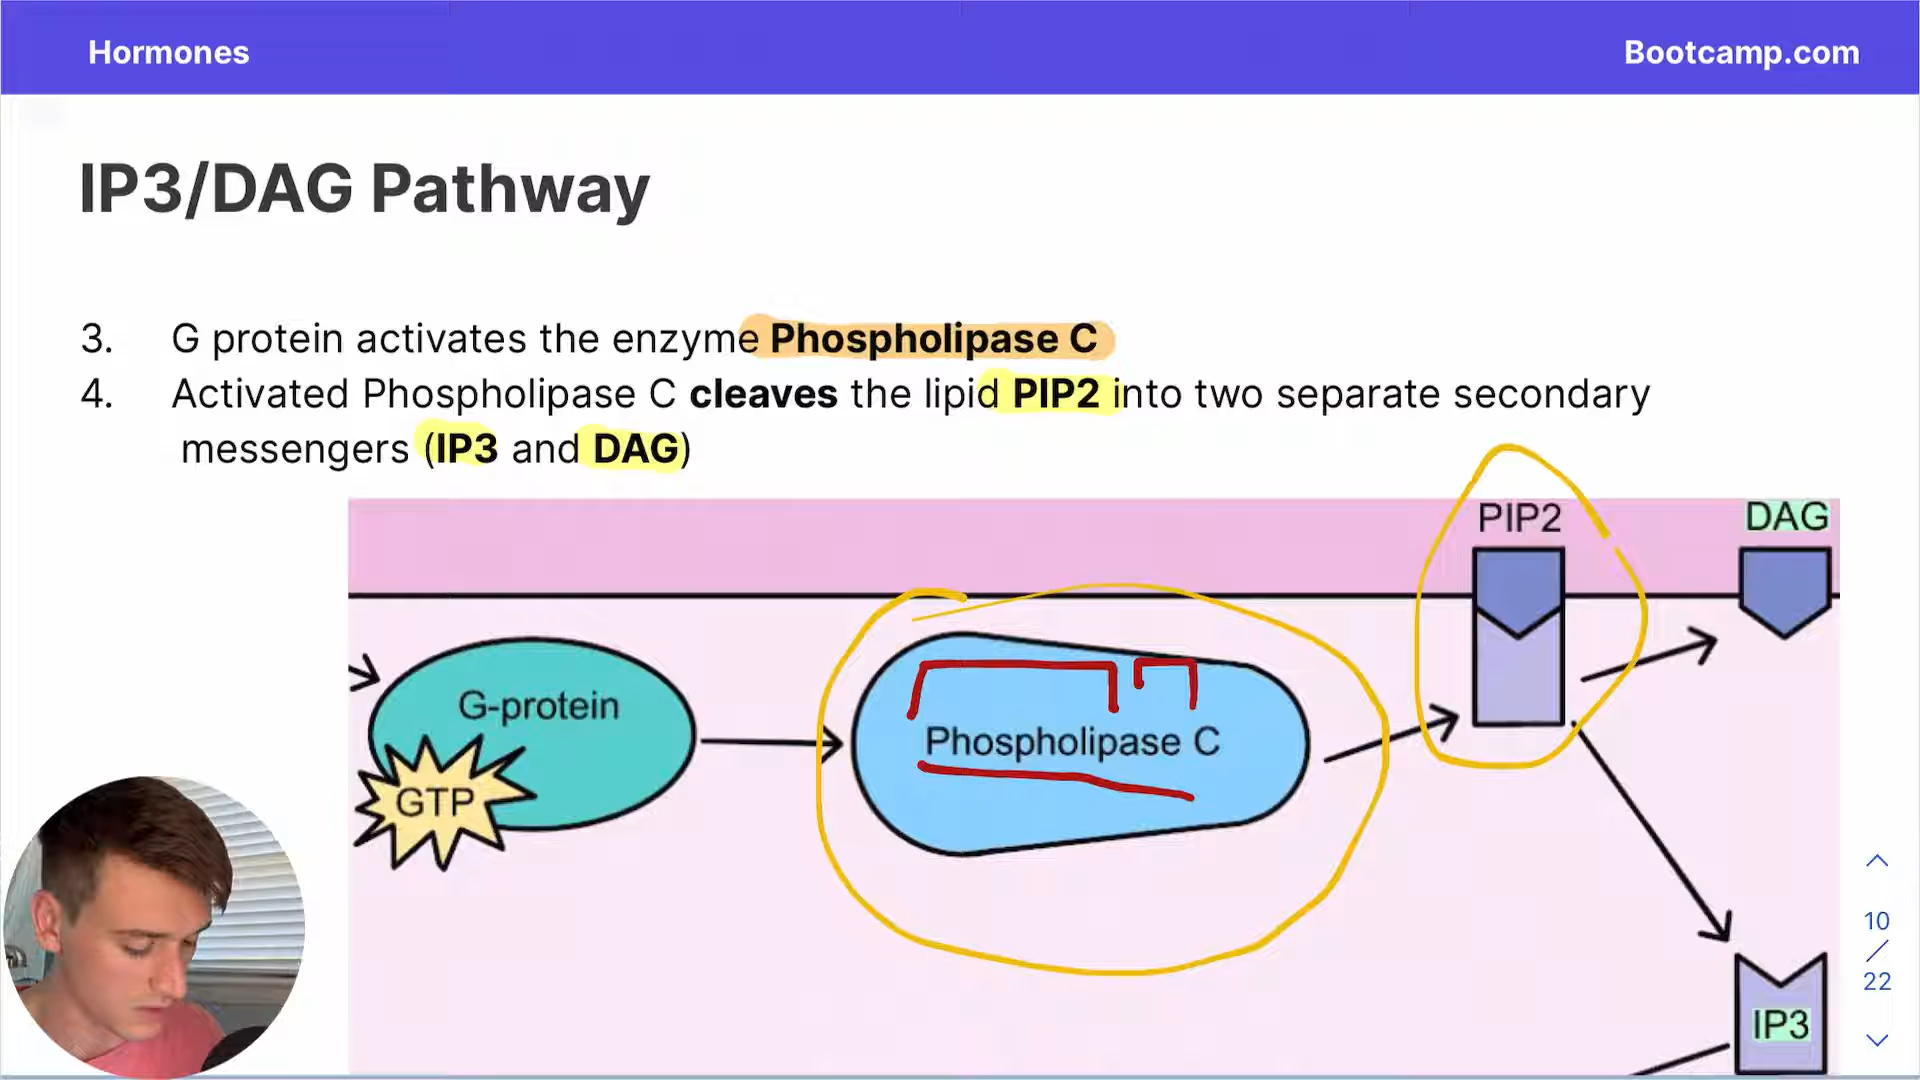 Hormones
Bootcamp.com
IP3/DAG Pathway
3. G protein activates the enzyme Phospholipase C
4. Activated Phospholipase C cleaves the lipid PIP2 into two separate secondary
messengers (IP3 and DAG)
PIP2
DAG
G-protein
GTP
Phospholipase C
IP3
10
/
22